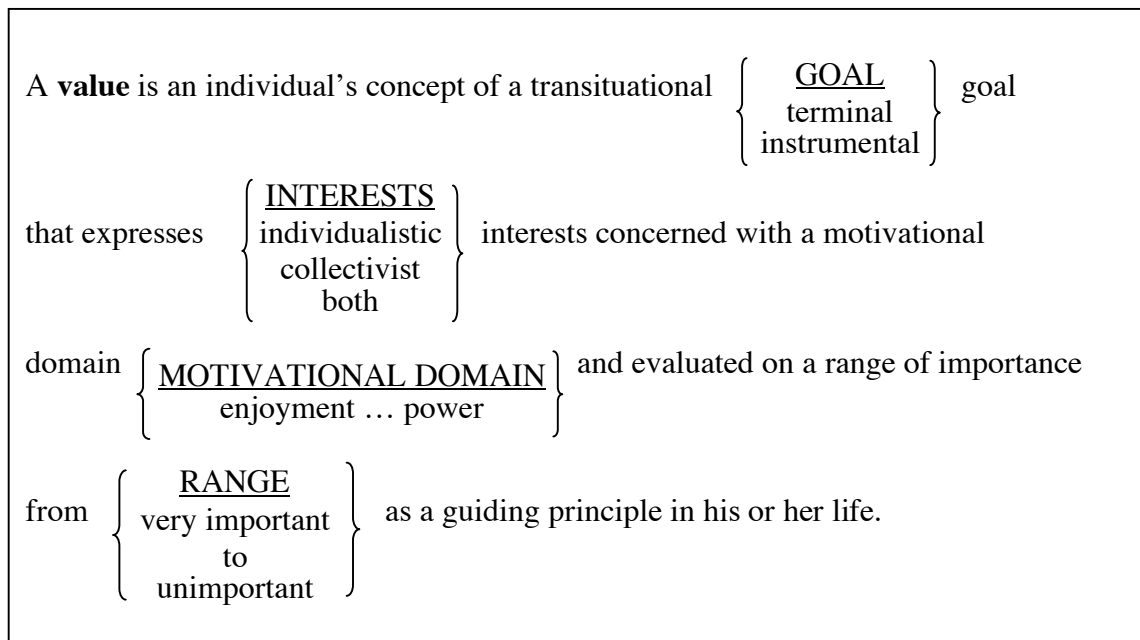 A value is an individual's concept of a transituational { GOAL } goal
terminal
instrumental
that expresses { INTERESTS
individualistic } interests concerned with a motivational
collectivist
both
domain { MOTIVATIONAL DOMAIN } and evaluated on a range of importance
enjoyment … power
from { RANGE
very important } as a guiding principle in his or her life.
to
unimportant